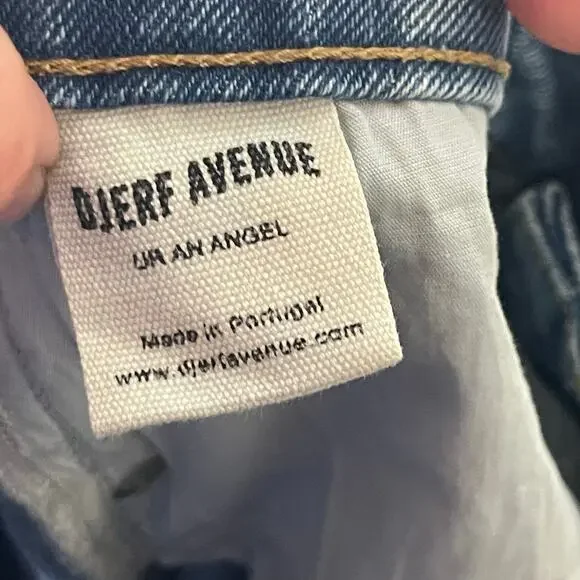 DJERF AVENUE
UR AN ANGEL
Made in Portugal
www.djerfavenue.com